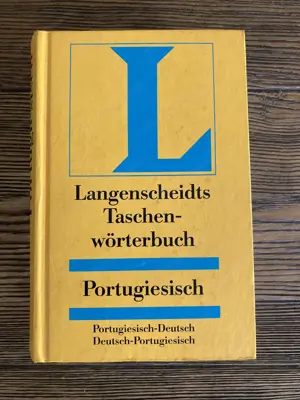 L
Langenscheidts
Taschen-
wörterbuch
Portugiesisch
Portugiesisch-Deutsch
Deutsch-Portugiesisch